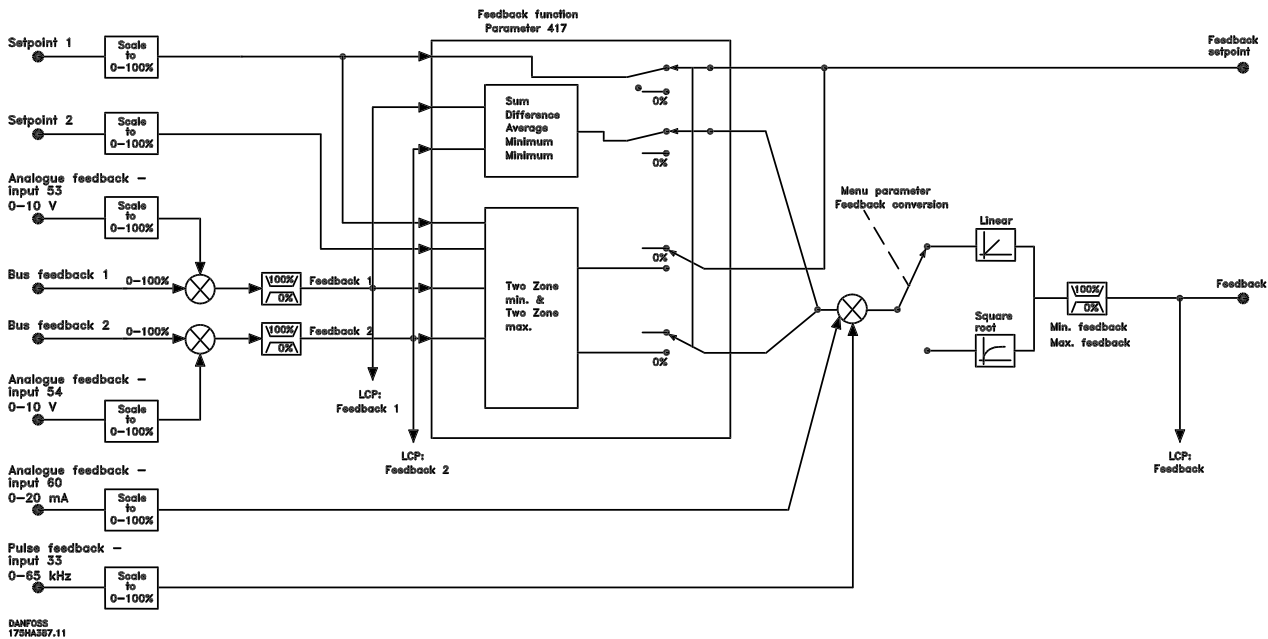 Feedback function
Parameter 417
Setpoint 1
Scale
to
0-100%
Feedback
setpoint
Setpoint 2
Scale
to
0-100%
Sum
Difference
Average
Minimum
Minimum
0%
0%
Analogue feedback -
input 53
0-10 V
Scale
to
0-100%
Menu parameter
Feedback conversion
Linear
0%
Bus feedback 1
0-100%
100%
0%
Feedback 1
Two Zone
min. &
Two Zone
max.
100%
0%
Feedback
Bus feedback 2
0-100%
100%
0%
Feedback 2
Square
root
Min. feedback
Max. feedback
0%
Analogue feedback -
input 54
0-10 V
Scale
to
0-100%
LCP:
Feedback 1
LCP:
Feedback 2
LCP:
Feedback
Analogue feedback -
input 60
0-20 mA
Scale
to
0-100%
Pulse feedback -
input 33
0-65 kHz
Scale
to
0-100%
DANFOSS
175HA387.11